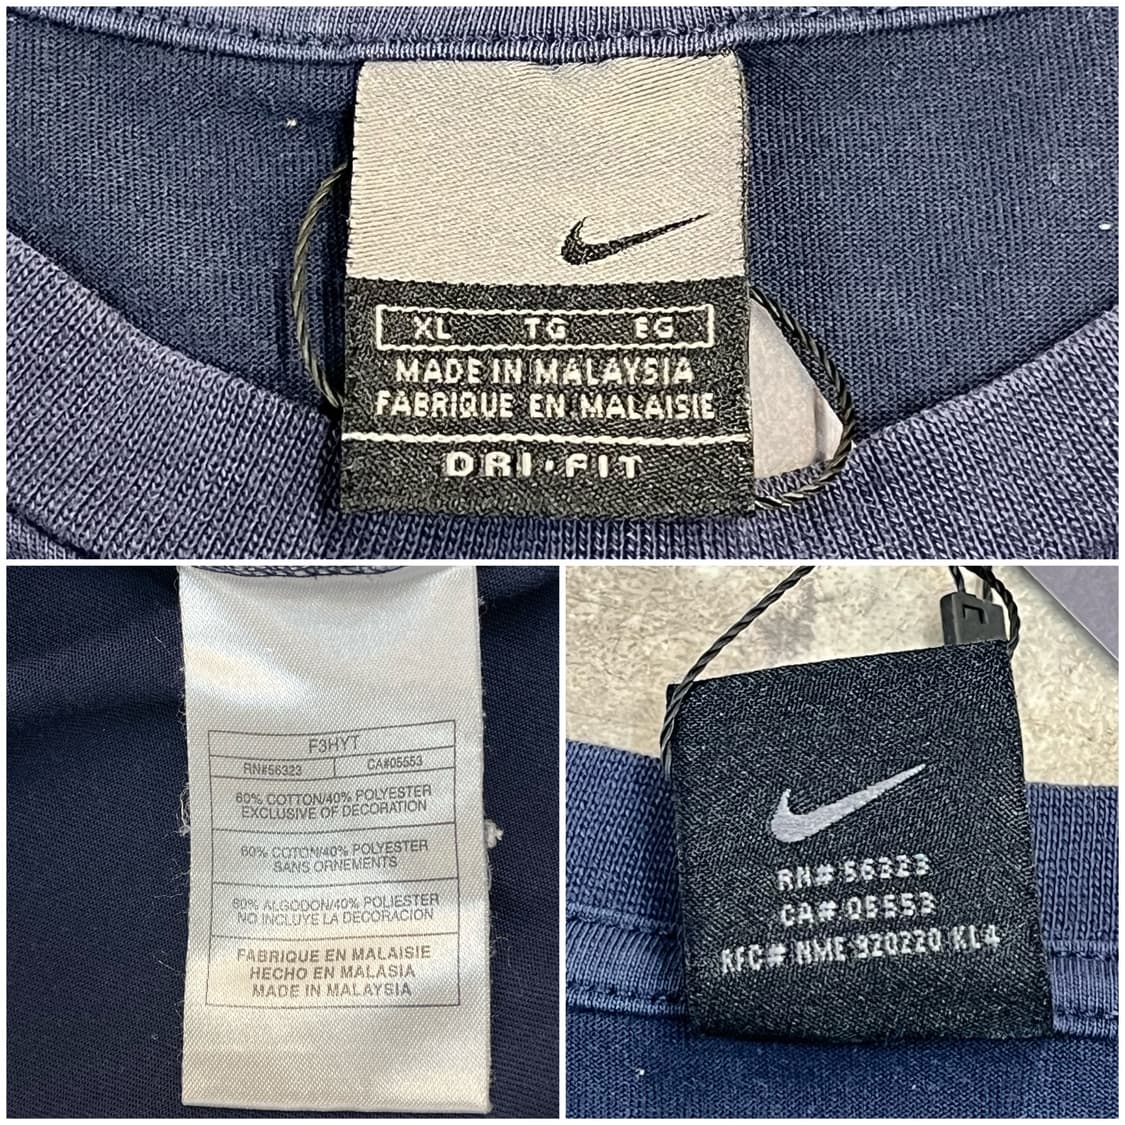 XL TG EG
MADE IN MALAYSIA
FABRIQUE EN MALAISIE
DRI·FIT
F3HYT
RN#56323 CA#05553
60% COTTON/40% POLYESTER
EXCLUSIVE OF DECORATION
60% COTON/40% POLYESTER
SANS ORNEMENTS
60% ALGODON/40% POLIESTER
NO INCLUYE LA DECORACION
FABRIQUE EN MALAISIE
HECHO EN MALASIA
MADE IN MALAYSIA
RN# 56323
CA# 05553
RFC# NME 920220 KL4